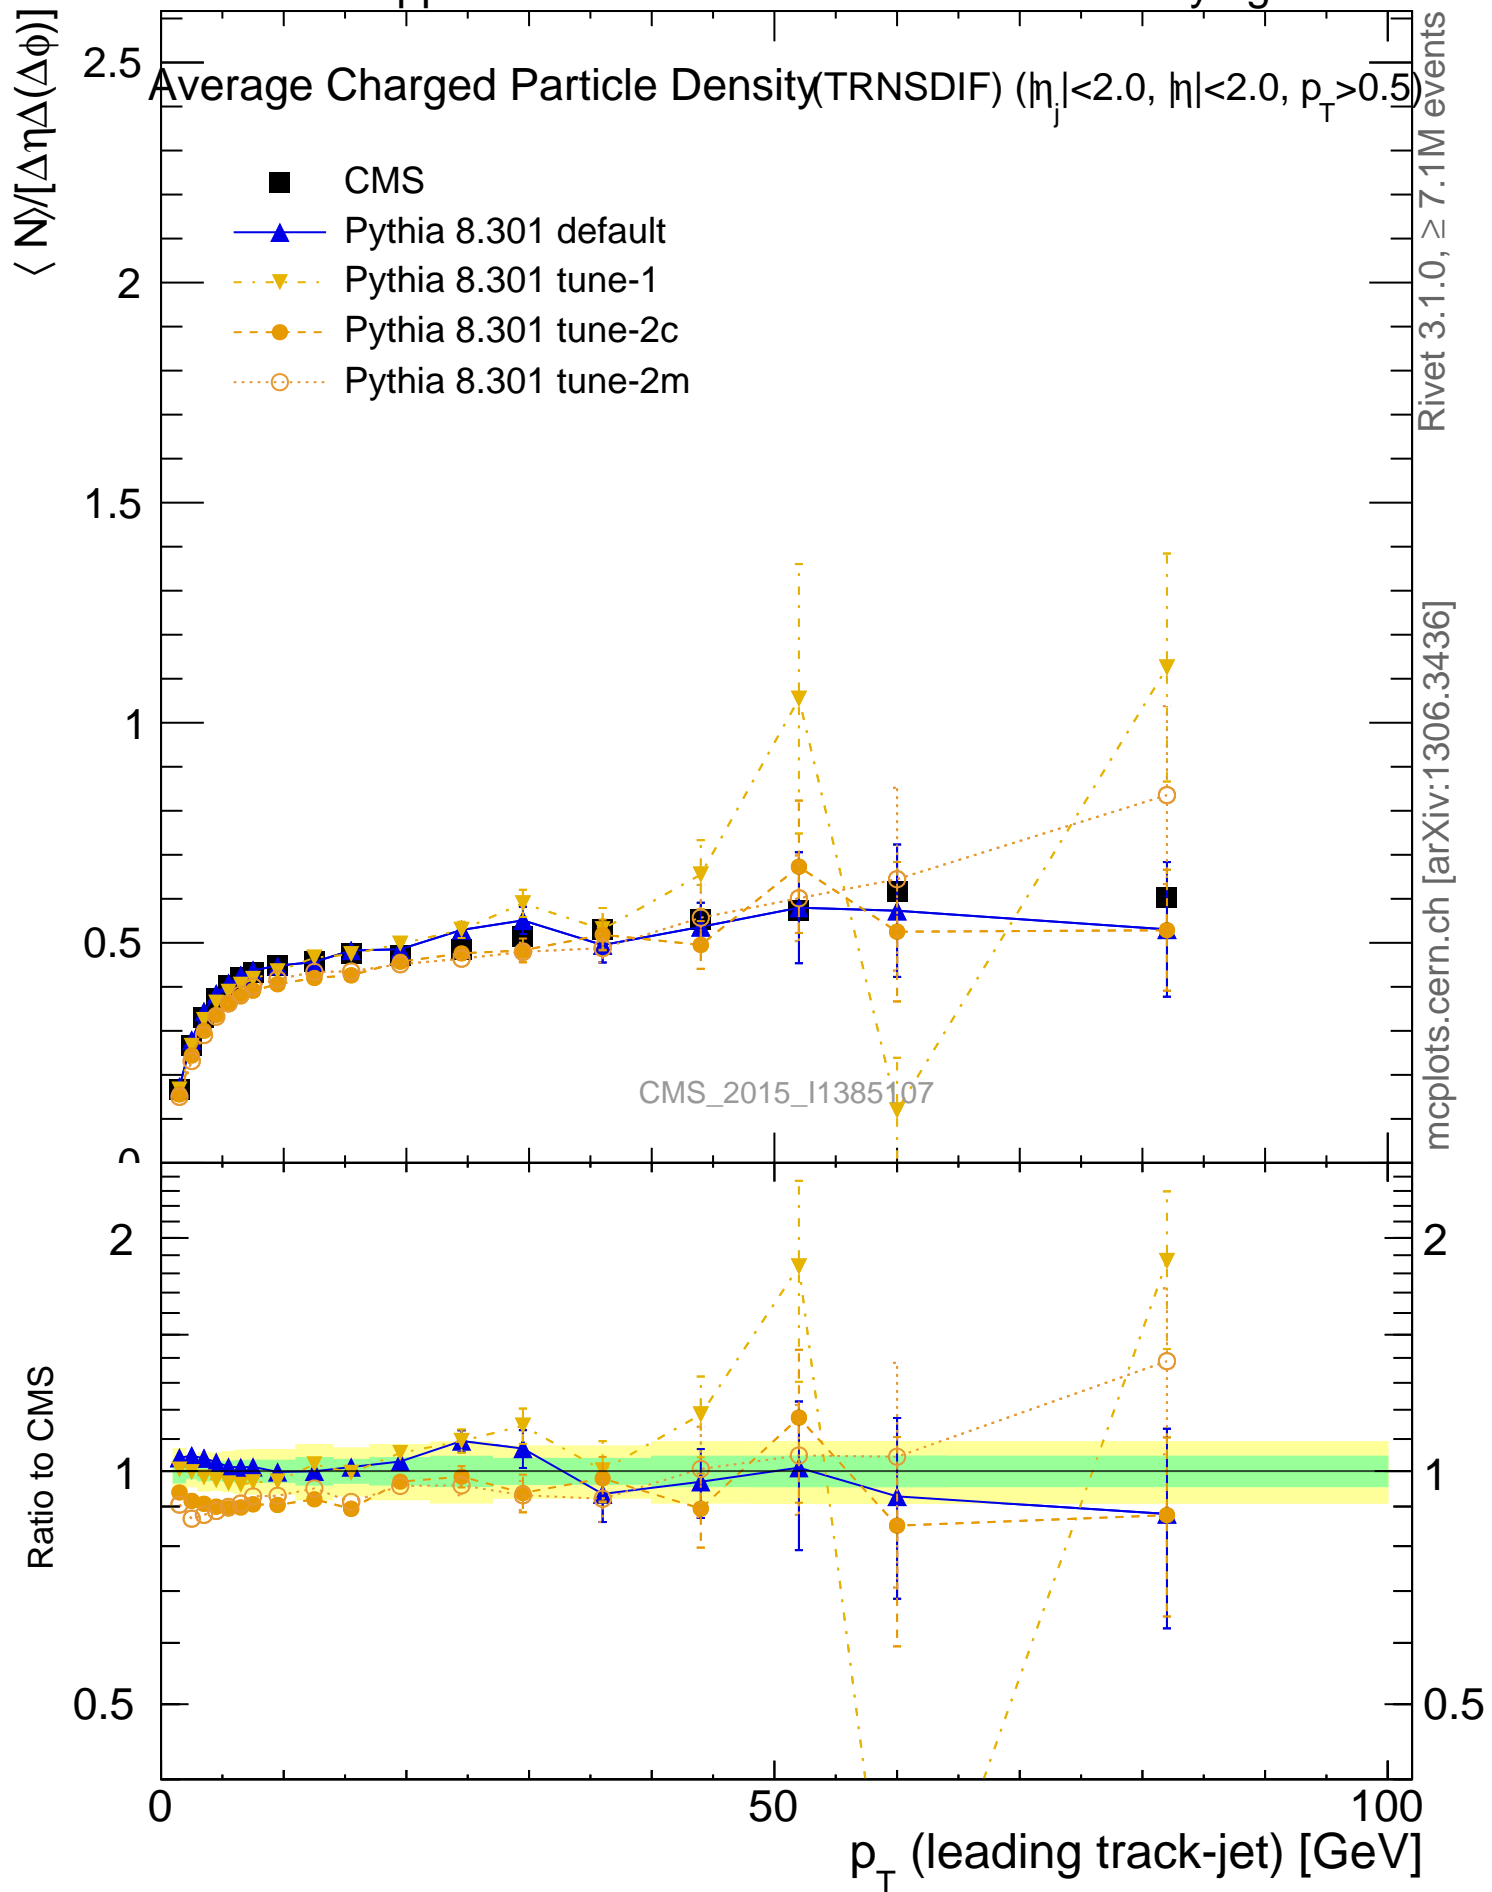 Average Charged Particle Density (TRNSDIF) (|η_j|<2.0, |η|<2.0, p_T>0.5)
⟨ N⟩/[ΔηΔ(Δϕ)]
CMS
Pythia 8.301 default
Pythia 8.301 tune-1
Pythia 8.301 tune-2c
Pythia 8.301 tune-2m
2.5
2
1.5
1
0.5
0
CMS_2015_I1385107
Rivet 3.1.0, ≥ 7.1M events
mcplots.cern.ch [arXiv:1306.3436]
Ratio to CMS
2
1
0.5
2
1
0.5
0
50
100
p_T (leading track-jet) [GeV]